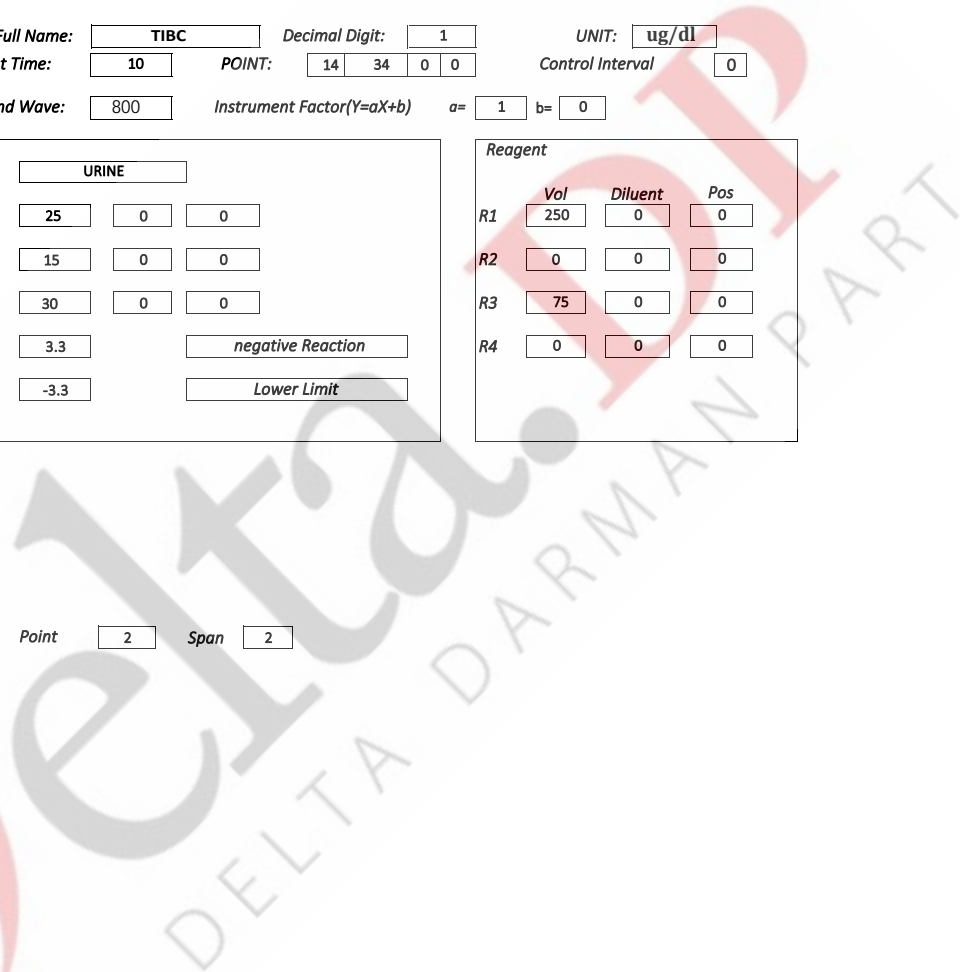 Full Name: TIBC Decimal Digit: 1 UNIT: ug/dl
t Time: 10 POINT: 14 34 0 0 Control Interval 0
nd Wave: 800 Instrument Factor(Y=aX+b) a= 1 b= 0
Reagent
URINE
Vol Diluent Pos
25 0 0 R1 250 0 0
15 0 0 R2 0 0 0
30 0 0 R3 75 0 0
3.3 negative Reaction R4 0 0 0
-3.3 Lower Limit
Point 2 Span 2
elta.DP
DELTA DARMAN PART